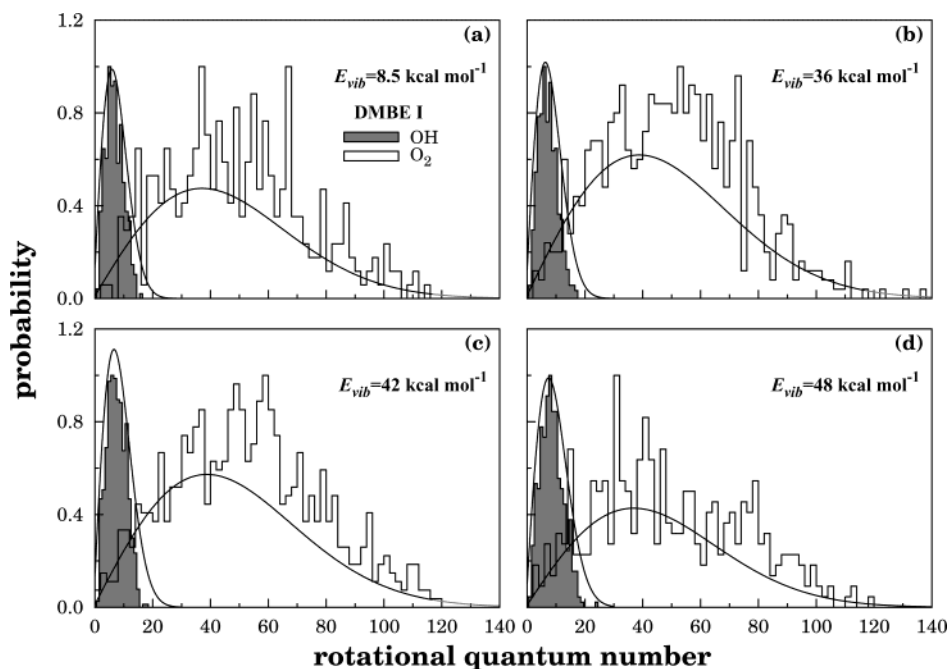 1.2
0.8
0.4
0.0
(a)
E_vib=8.5 kcal mol⁻¹
DMBE I
OH
O₂
(b)
E_vib=36 kcal mol⁻¹
1.2
0.8
0.4
0.0
0 20 40 60 80 100 120 140
(c)
E_vib=42 kcal mol⁻¹
0 20 40 60 80 100 120 140
(d)
E_vib=48 kcal mol⁻¹
probability
rotational quantum number